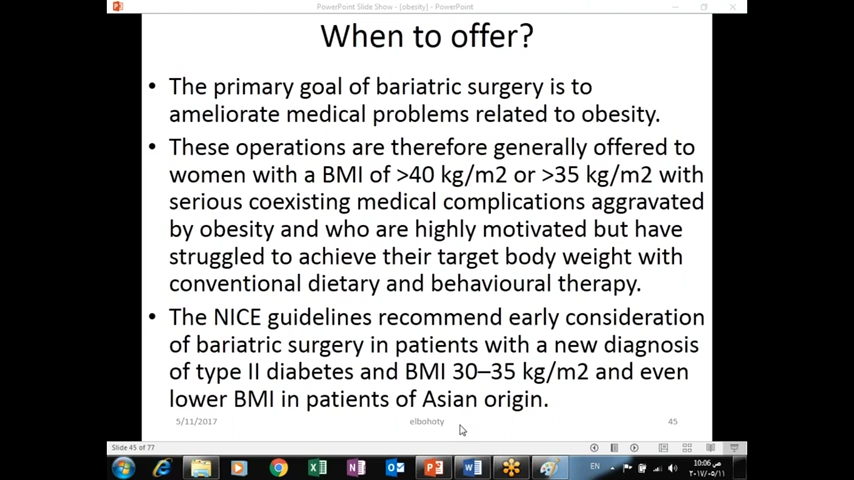 PowerPoint Slide Show - [obesity] - PowerPoint
When to offer?
• The primary goal of bariatric surgery is to
ameliorate medical problems related to obesity.
• These operations are therefore generally offered to
women with a BMI of >40 kg/m2 or >35 kg/m2 with
serious coexisting medical complications aggravated
by obesity and who are highly motivated but have
struggled to achieve their target body weight with
conventional dietary and behavioural therapy.
• The NICE guidelines recommend early consideration
of bariatric surgery in patients with a new diagnosis
of type II diabetes and BMI 30–35 kg/m2 and even
lower BMI in patients of Asian origin.
5/11/2017 elbohoty 45
Slide 45 of 77
EN 10:06 ص
٢٠١٧/٠٥/١١